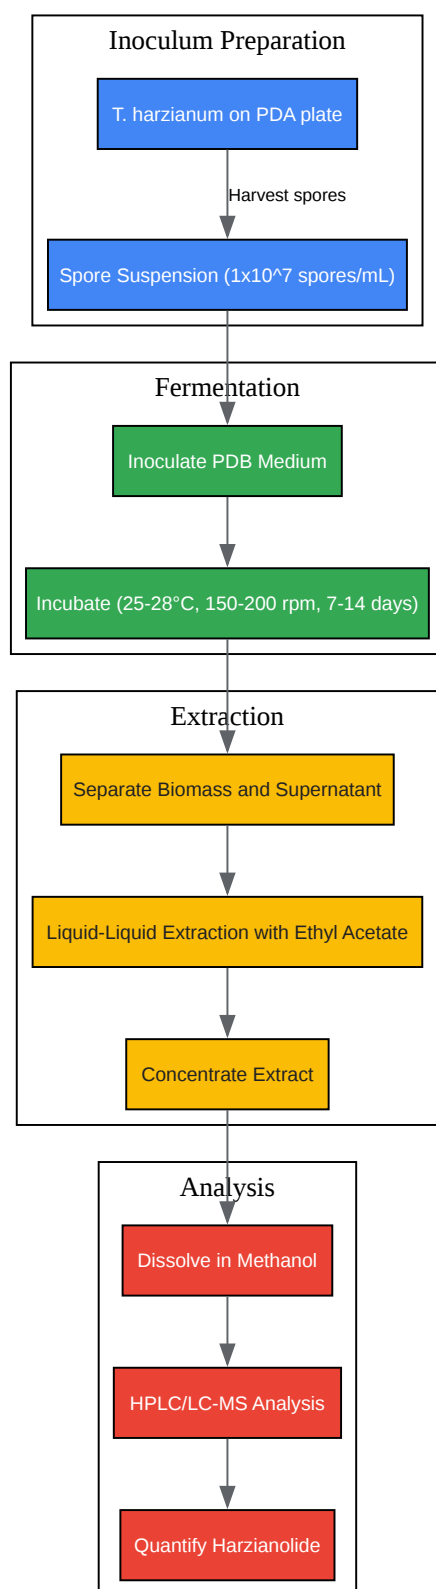 Inoculum Preparation
T. harzianum on PDA plate
Harvest spores
Spore Suspension (1x10^7 spores/mL)
Fermentation
Inoculate PDB Medium
Incubate (25-28°C, 150-200 rpm, 7-14 days)
Extraction
Separate Biomass and Supernatant
Liquid-Liquid Extraction with Ethyl Acetate
Concentrate Extract
Analysis
Dissolve in Methanol
HPLC/LC-MS Analysis
Quantify Harzianolide